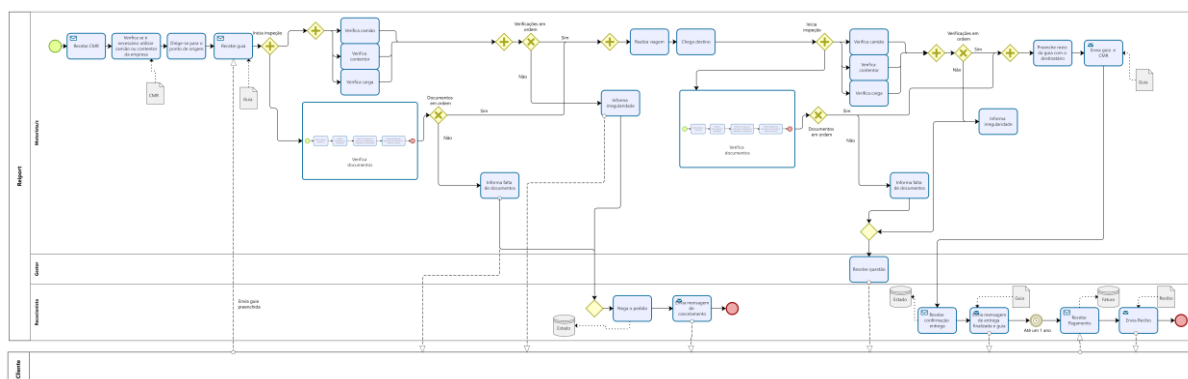 Reiport
Motoristas
Gestor
Rececionista
Cliente
Receber CMR
Verifica se é
necessário utilizar
camião ou contentor
da empresa
Dirige-se para o
ponto de origem
Recebe guia
Inicia inspeção
CMR
Guia
Verifica camião
Verifica
contentor
Verifica carga
Verifica
documentos
Documentos
em ordem
Sim
Não
Verificações em
ordem
Sim
Não
Informa falta
de documentos
Informa
irregularidade
Realiza viagem
Chega destino
Inicia
inspeção
Verifica camião
Verifica
contentor
Verifica carga
Verifica
documentos
Documentos
em ordem
Sim
Não
Verificações em
ordem
Sim
Não
Informa
irregularidade
Informa falta
de documentos
Preenche resto
da guia com o
destinatário
Envia guia e
CMR
Guia
Resolve questão
Envia guia
preenchida
Nega o pedido
Estado
Envia mensagem
de cancelamento
Estado
Receber
confirmação
entrega
Envia mensagem
de entrega
finalizada e guia
Guia
Até um 1 ano
Receber
Pagamento
Fatura
Envia Recibo
Recibo